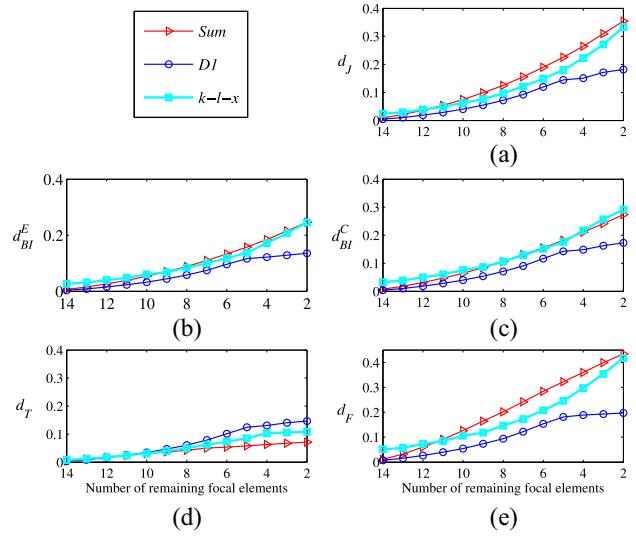 Sum
D1
k−l−x
0.4
0.3
0.2
0.1
0
d_J
14 12 10 8 6 4 2
(a)
0.4
0.2
0
d_BI^E
14 12 10 8 6 4 2
(b)
0.4
0.3
0.2
0.1
0
d_BI^C
14 12 10 8 6 4 2
(c)
0.4
0.3
0.2
0.1
0
d_T
14 12 10 8 6 4 2
Number of remaining focal elements
(d)
0.4
0.3
0.2
0.1
0
d_F
14 12 10 8 6 4 2
Number of remaining focal elements
(e)